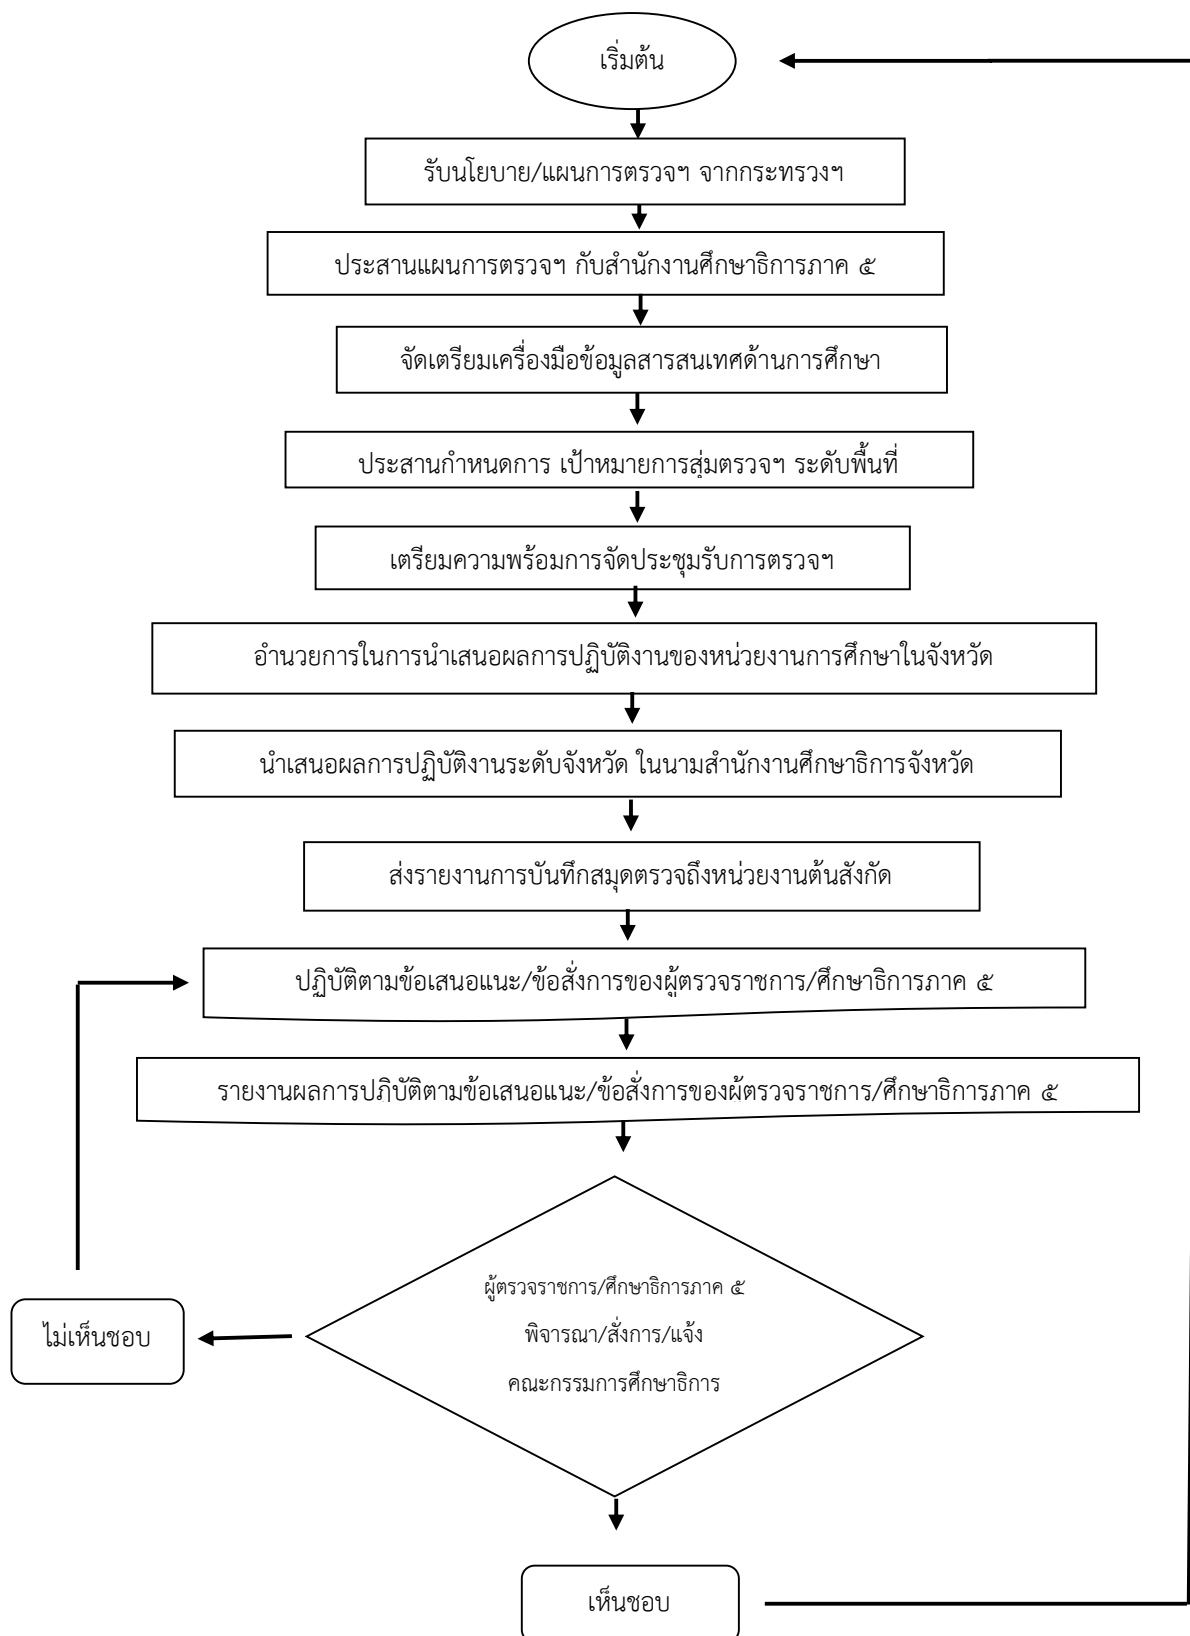 เริ่มต้น
รับนโยบาย/แผนการตรวจฯ จากกระทรวงฯ
ประสานแผนการตรวจฯ กับสำนักงานศึกษาธิการภาค ๕
จัดเตรียมเครื่องมือข้อมูลสารสนเทศด้านการศึกษา
ประสานกำหนดการ เป้าหมายการสุ่มตรวจฯ ระดับพื้นที่
เตรียมความพร้อมการจัดประชุมรับการตรวจฯ
อำนวยการในการนำเสนอผลการปฏิบัติงานของหน่วยงานการศึกษาในจังหวัด
นำเสนอผลการปฏิบัติงานระดับจังหวัด ในนามสำนักงานศึกษาธิการจังหวัด
ส่งรายงานการบันทึกสมุดตรวจถึงหน่วยงานต้นสังกัด
ปฏิบัติตามข้อเสนอแนะ/ข้อสั่งการของผู้ตรวจราชการ/ศึกษาธิการภาค ๕
รายงานผลการปฏิบัติตามข้อเสนอแนะ/ข้อสั่งการของผู้ตรวจราชการ/ศึกษาธิการภาค ๕
ผู้ตรวจราชการ/ศึกษาธิการภาค ๕
พิจารณา/สั่งการ/แจ้ง
คณะกรรมการศึกษาธิการ
ไม่เห็นชอบ
เห็นชอบ